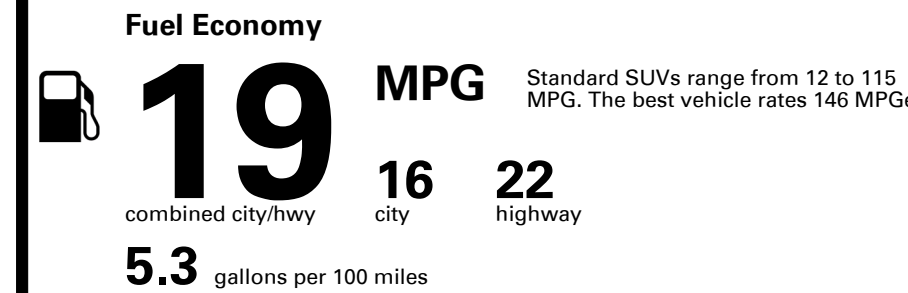 Fuel Economy
19 MPG
Standard SUVs range from 12 to 115
MPG. The best vehicle rates 146 MPGe
16 22
combined city/hwy city highway
5.3 gallons per 100 miles